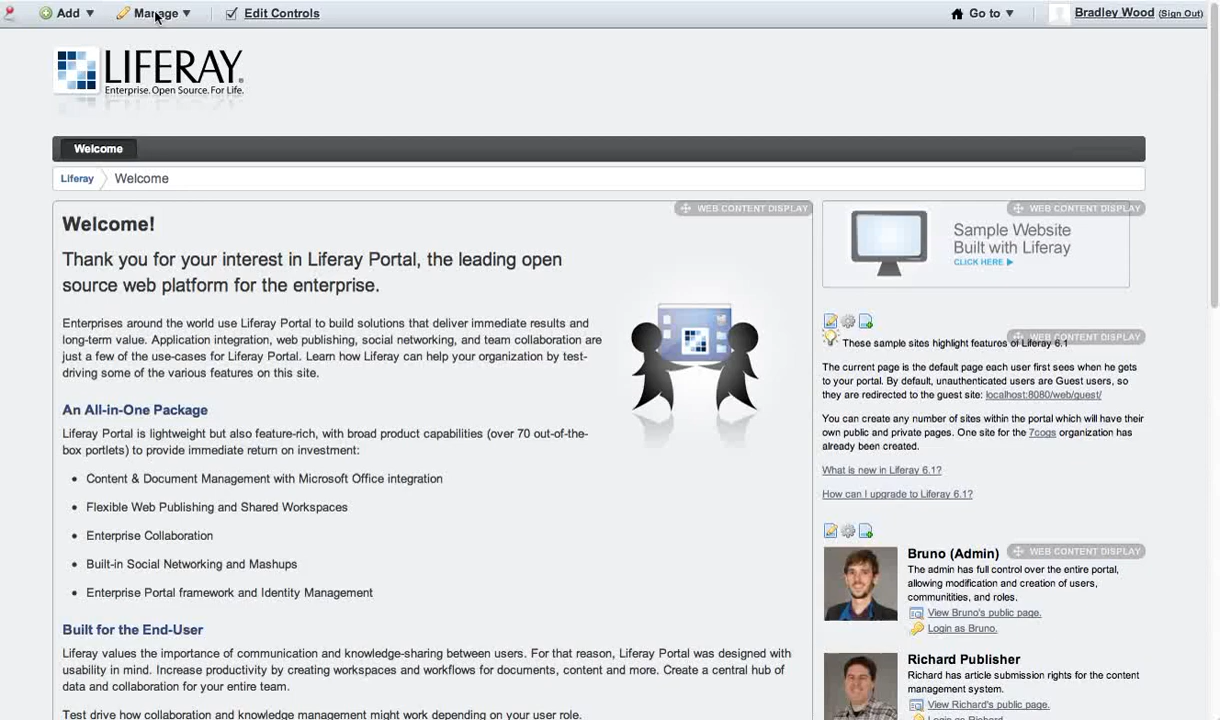 Add ▼ Manage ▼ Edit Controls Go to ▼ Bradley Wood (Sign Out)
LIFERAY
Enterprise. Open Source. For Life.
Welcome
Liferay Welcome
WEB CONTENT DISPLAY
Welcome!
Thank you for your interest in Liferay Portal, the leading open
source web platform for the enterprise.
Enterprises around the world use Liferay Portal to build solutions that deliver immediate results and
long-term value. Application integration, web publishing, social networking, and team collaboration are
just a few of the use-cases for Liferay Portal. Learn how Liferay can help your organization by test-
driving some of the various features on this site.
An All-in-One Package
Liferay Portal is lightweight but also feature-rich, with broad product capabilities (over 70 out-of-the-
box portlets) to provide immediate return on investment:
• Content & Document Management with Microsoft Office integration
• Flexible Web Publishing and Shared Workspaces
• Enterprise Collaboration
• Built-in Social Networking and Mashups
• Enterprise Portal framework and Identity Management
Built for the End-User
Liferay values the importance of communication and knowledge-sharing between users. For that reason, Liferay Portal was designed with
usability in mind. Increase productivity by creating workspaces and workflows for documents, content and more. Create a central hub of
data and collaboration for your entire team.
Test drive how collaboration and knowledge management might work depending on your user role.
WEB CONTENT DISPLAY
Sample Website
Built with Liferay
CLICK HERE ▶
WEB CONTENT DISPLAY
These sample sites highlight features of Liferay 6.1
The current page is the default page each user first sees when he gets
to your portal. By default, unauthenticated users are Guest users, so
they are redirected to the guest site: localhost:8080/web/guest/
You can create any number of sites within the portal which will have their
own public and private pages. One site for the 7cogs organization has
already been created.
What is new in Liferay 6.1?
How can I upgrade to Liferay 6.1?
WEB CONTENT DISPLAY
Bruno (Admin)
The admin has full control over the entire portal,
allowing modification and creation of users,
communitities, and roles.
View Bruno's public page.
Login as Bruno.
Richard Publisher
Richard has article submission rights for the content
management system.
View Richard's public page.
Login as Richard.